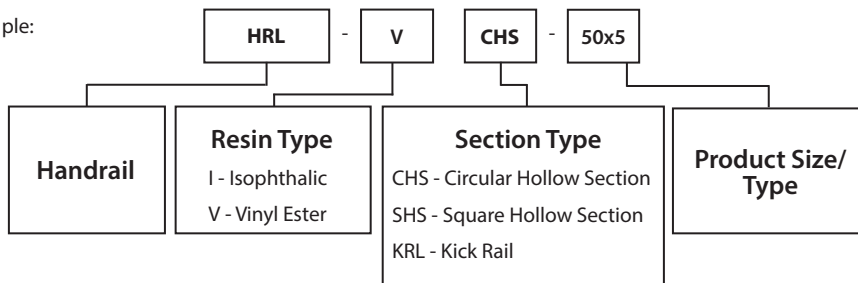 ple:
HRL - V CHS - 50x5
Handrail
Resin Type
I - Isophthalic
V - Vinyl Ester
Section Type
CHS - Circular Hollow Section
SHS - Square Hollow Section
KRL - Kick Rail
Product Size/
Type